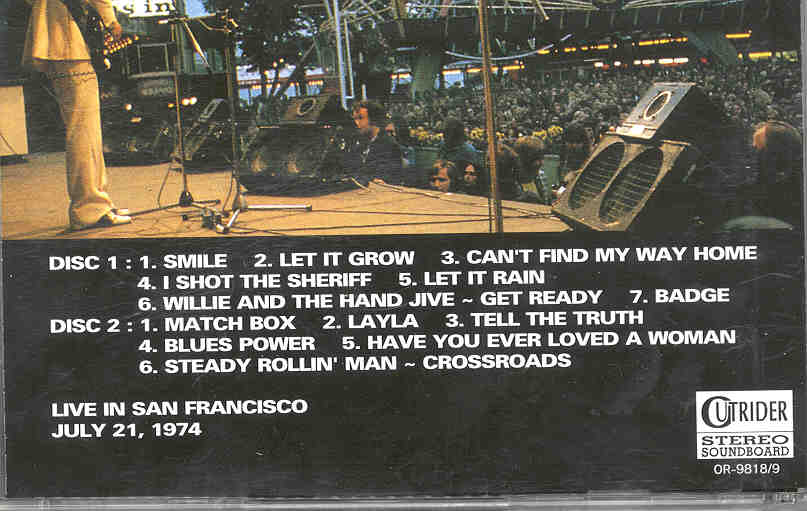 s in
DISC 1 : 1. SMILE 2. LET IT GROW 3. CAN'T FIND MY WAY HOME
4. I SHOT THE SHERIFF 5. LET IT RAIN
6. WILLIE AND THE HAND JIVE ~ GET READY 7. BADGE
DISC 2 : 1. MATCH BOX 2. LAYLA 3. TELL THE TRUTH
4. BLUES POWER 5. HAVE YOU EVER LOVED A WOMAN
6. STEADY ROLLIN' MAN ~ CROSSROADS
LIVE IN SAN FRANCISCO
JULY 21, 1974
OUTRIDER
STEREO
SOUNDBOARD
OR-9818/9